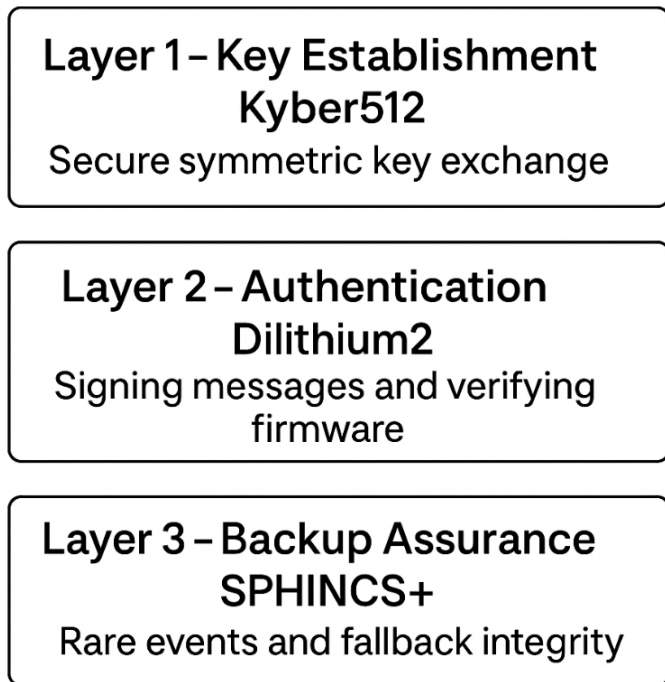 Layer 1 – Key Establishment
Kyber512
Secure symmetric key exchange
Layer 2 – Authentication
Dilithium2
Signing messages and verifying
firmware
Layer 3 – Backup Assurance
SPHINCS+
Rare events and fallback integrity